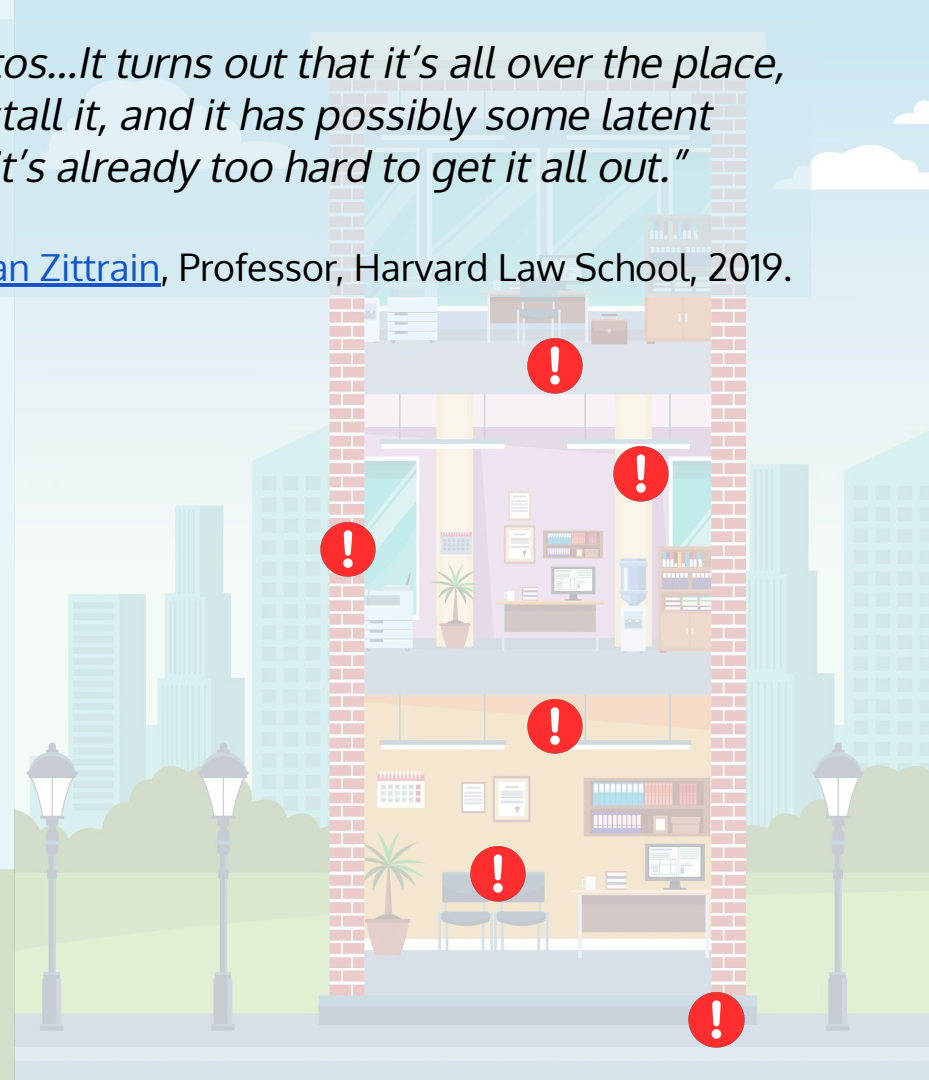 tos...It turns out that it’s all over the place,
tall it, and it has possibly some latent
it’s already too hard to get it all out.”
an Zittrain, Professor, Harvard Law School, 2019.